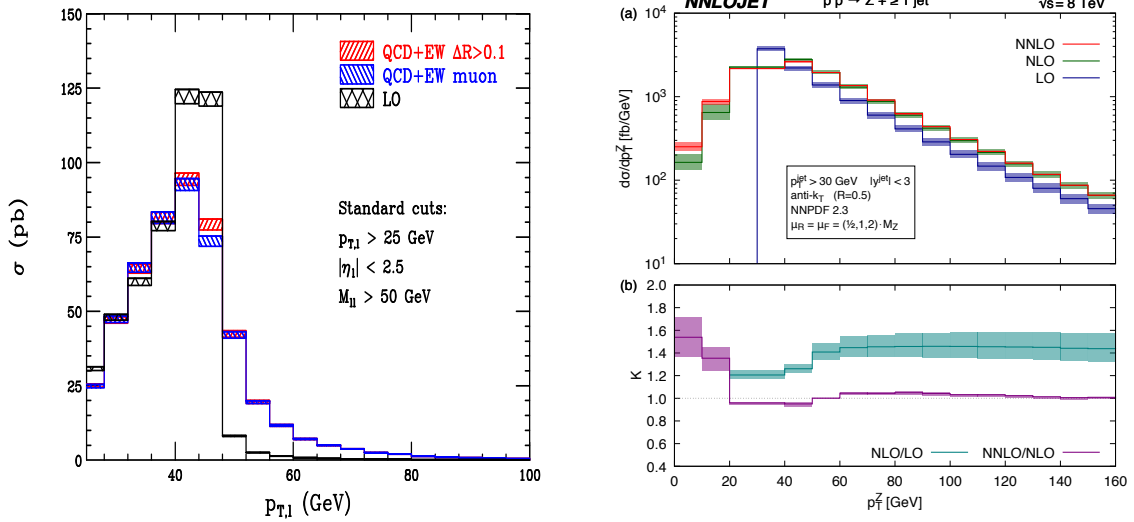 QCD+EW ΔR>0.1
QCD+EW muon
LO
Standard cuts:
p_T,l > 25 GeV
|η_l| < 2.5
M_ll > 50 GeV
σ (pb)
150
125
100
75
50
25
0
40
60
80
100
p_T,l (GeV)
(a)
NNLOJET
p p → Z + ≥ 1 jet
√s = 8 TeV
NNLO
NLO
LO
dσ/dp_T^Z [fb/GeV]
10^4
10^3
10^2
10^1
p_T^jet > 30 GeV |y^jet| < 3
anti-k_T (R=0.5)
NNPDF 2.3
μ_R = μ_F = (½,1,2)·M_Z
(b)
K
1.8
1.6
1.4
1.2
1.0
0.8
0.6
0.4
NLO/LO
NNLO/NLO
0 20 40 60 80 100 120 140 160
p_T^Z [GeV]